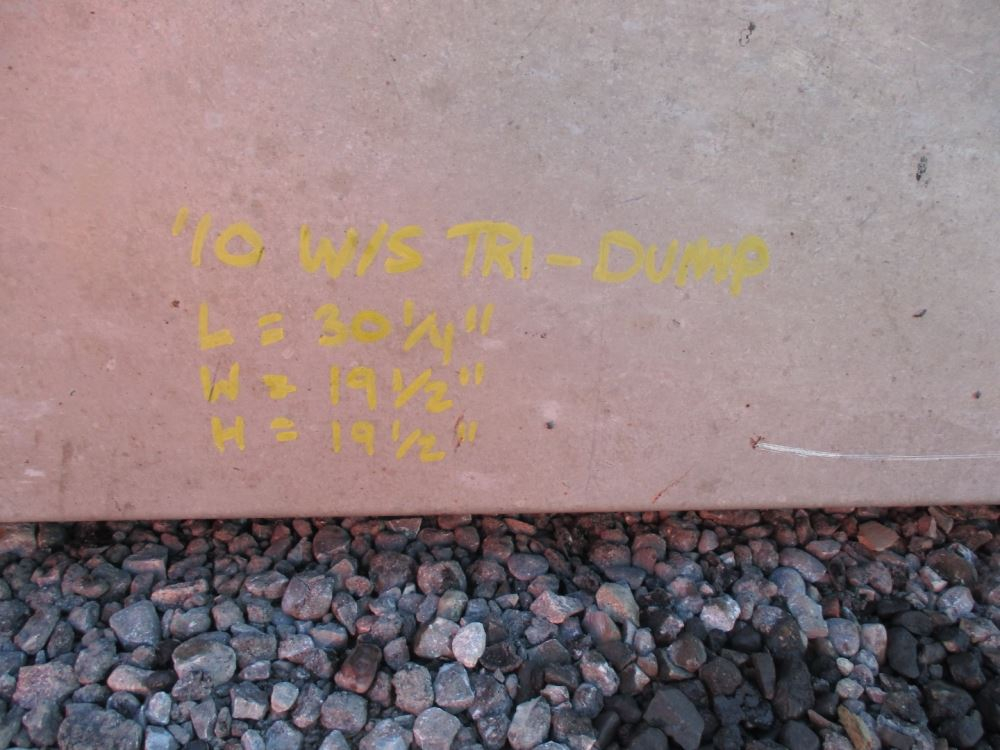 '10 W/S TRI-DUMP
L = 30 1/4"
W = 19 1/2"
H = 19 1/2"